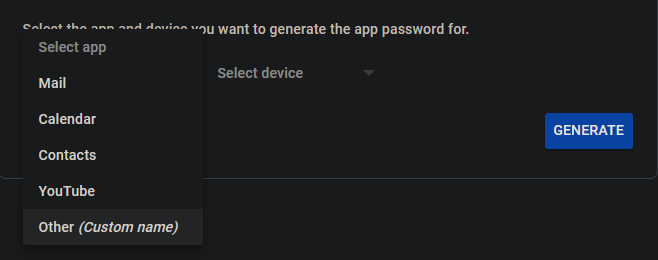 Select the app and device you want to generate the app password for.
Select app
Mail
Select device
Calendar
GENERATE
Contacts
YouTube
Other (Custom name)